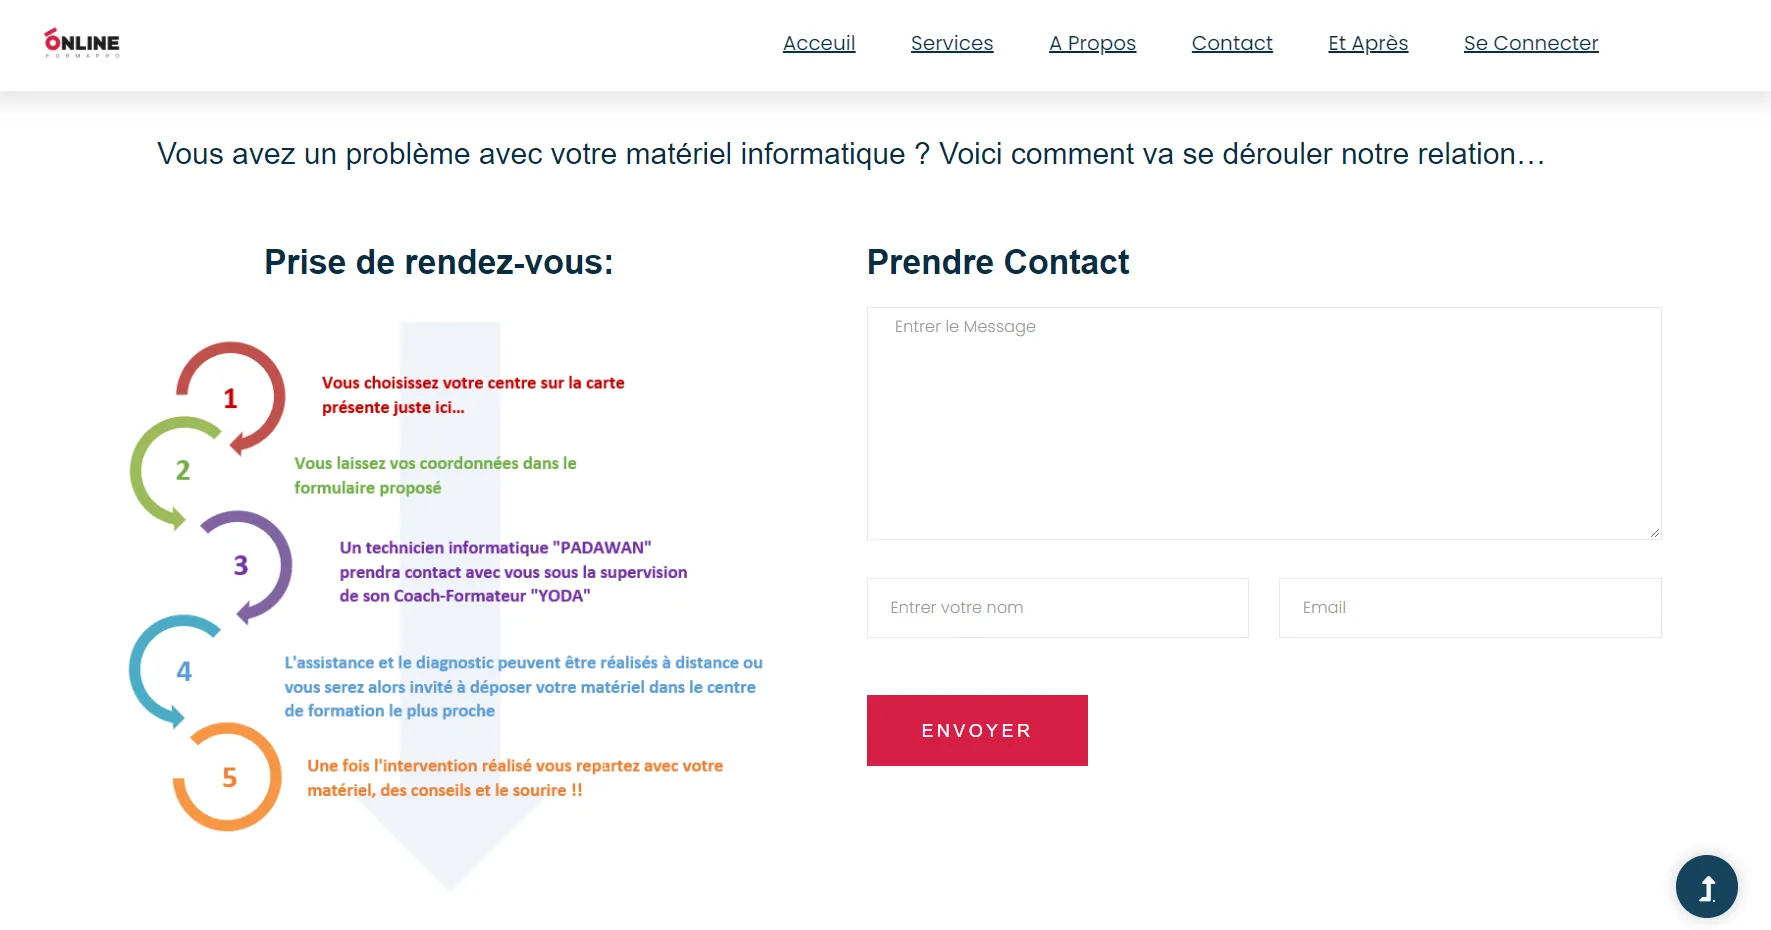 ONLINE
FORMAPRO
Acceuil Services A Propos Contact Et Après Se Connecter
Vous avez un problème avec votre matériel informatique ? Voici comment va se dérouler notre relation…
Prise de rendez-vous:
1
Vous choisissez votre centre sur la carte
présente juste ici...
2
Vous laissez vos coordonnées dans le
formulaire proposé
3
Un technicien informatique "PADAWAN"
prendra contact avec vous sous la supervision
de son Coach-Formateur "YODA"
4
L'assistance et le diagnostic peuvent être réalisés à distance ou
vous serez alors invité à déposer votre matériel dans le centre
de formation le plus proche
5
Une fois l'intervention réalisé vous repartez avec votre
matériel, des conseils et le sourire !!
Prendre Contact
Entrer le Message
Entrer votre nom
Email
ENVOYER